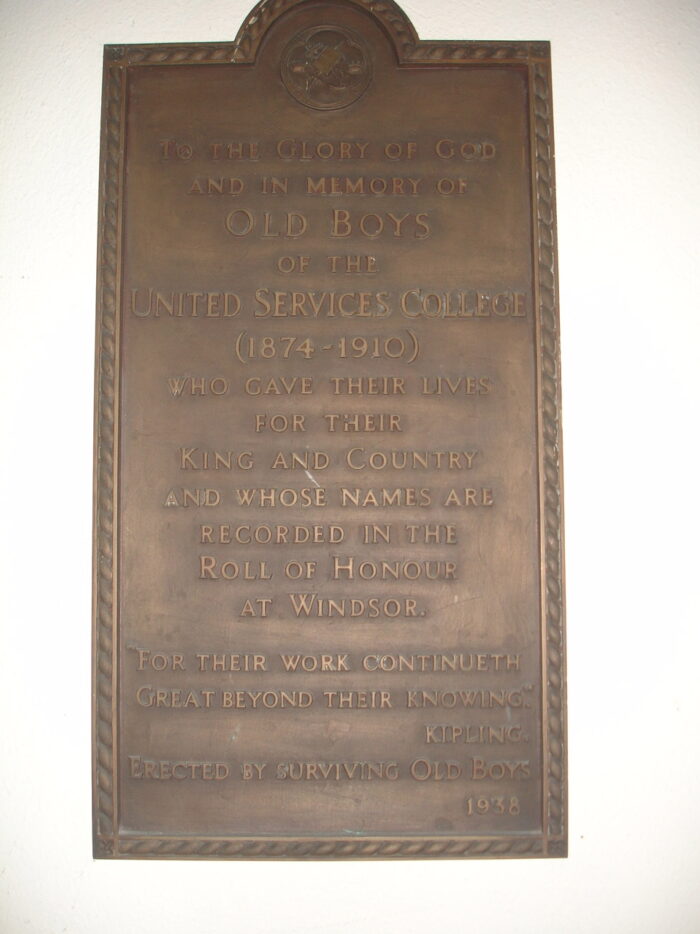 To the Glory of God
and in memory of
Old Boys
of the
United Services College
(1874-1910)
who gave their lives
for their
King and Country
and whose names are
recorded in the
Roll of Honour
at Windsor.
"For their work continueth
Great beyond their knowing."
Kipling.
Erected by surviving Old Boys
1938